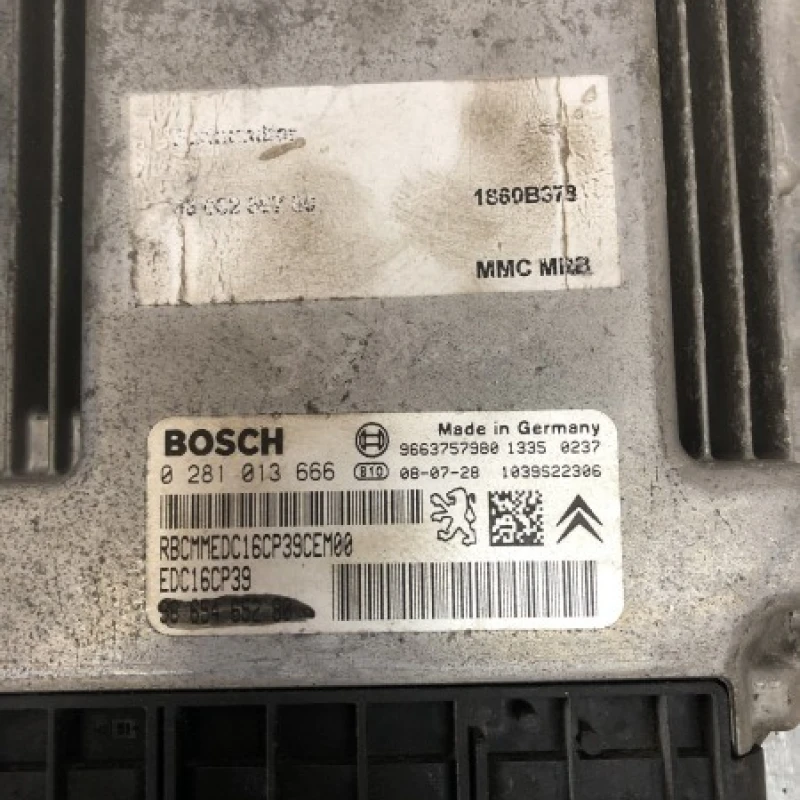 1860B378
MMC MRB
BOSCH
Made in Germany
9663757980 1335 0237
0 281 013 666 B10 08-07-28 1039S22306
RBCMMEDC16CP39CEM00
EDC16CP39